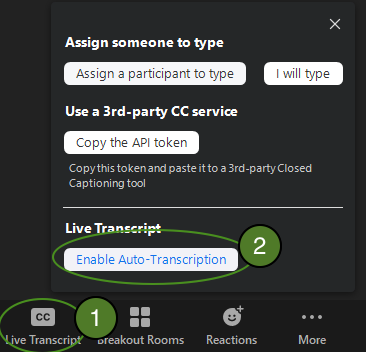 Assign someone to type
Assign a participant to type I will type
Use a 3rd-party CC service
Copy the API token
Copy this token and paste it to a 3rd-party Closed
Captioning tool
Live Transcript
Enable Auto-Transcription 2
CC 1
Live Transcript Breakout Rooms Reactions More